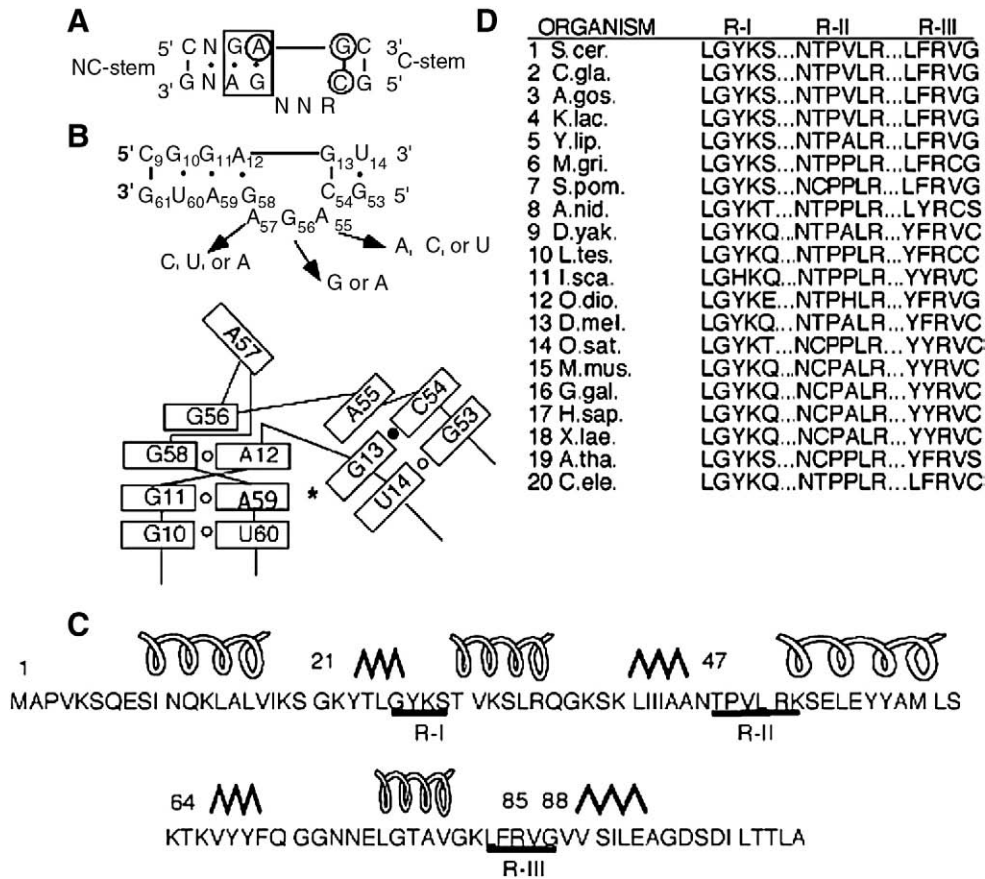 A
5' C N G A G C 3'
NC-stem
C-stem
3' G N A G C G 5'
N N R
B
5' C9 G10 G11 A12 G13 U14 3'
3' G61 U60 A59 G58 C54 G53 5'
A57 G56 A55
C, U, or A
G or A
A, C, or U
A57
G56
A55
C54
G53
G58
A12
G13
U14
G11
A59
*
G10
U60
D
ORGANISM R-I R-II R-III
1 S.cer. LGYKS...NTPVLR...LFRVG
2 C.gla. LGYKS...NTPVLR...LFRVG
3 A.gos. LGYKS...NTPVLR...LFRVG
4 K.lac. LGYKS...NTPVLR...LFRVG
5 Y.lip. LGYKS...NTPALR...LFRVG
6 M.gri. LGYKS...NTPPLR...LFRCG
7 S.pom. LGYKS...NCPPLR...LFRVG
8 A.nid. LGYKT...NTPPLR...LYRCS
9 D.yak. LGYKQ...NTPALR...YFRVC
10 L.tes. LGYKQ...NTPPLR...YFRCC
11 I.sca. LGHKQ...NTPPLR...YYRVC
12 O.dio. LGYKE...NTPHLR...YFRVG
13 D.mel. LGYKQ...NTPALR...YFRVC
14 O.sat. LGYKT...NCPPLR...YYRVC
15 M.mus. LGYKQ...NCPALR...YYRVC
16 G.gal. LGYKQ...NCPALR...YYRVC
17 H.sap. LGYKQ...NCPALR...YYRVC
18 X.lae. LGYKQ...NCPALR...YYRVC
19 A.tha. LGYKS...NCPPLR...YFRVS
20 C.ele. LGYKQ...NTPPLR...LFRVC
C
1 21 47
MAPVKSQESI NQKLALVIKS GKYTLGYKST VKSLRQGKSK LIIIAANTPVL RKSELEYYAM LS
R-I R-II
64 85 88
KTKVYYFQ GGNNELGTAVGKLFRVGVV SILEAGDSDI LTTLA
R·III